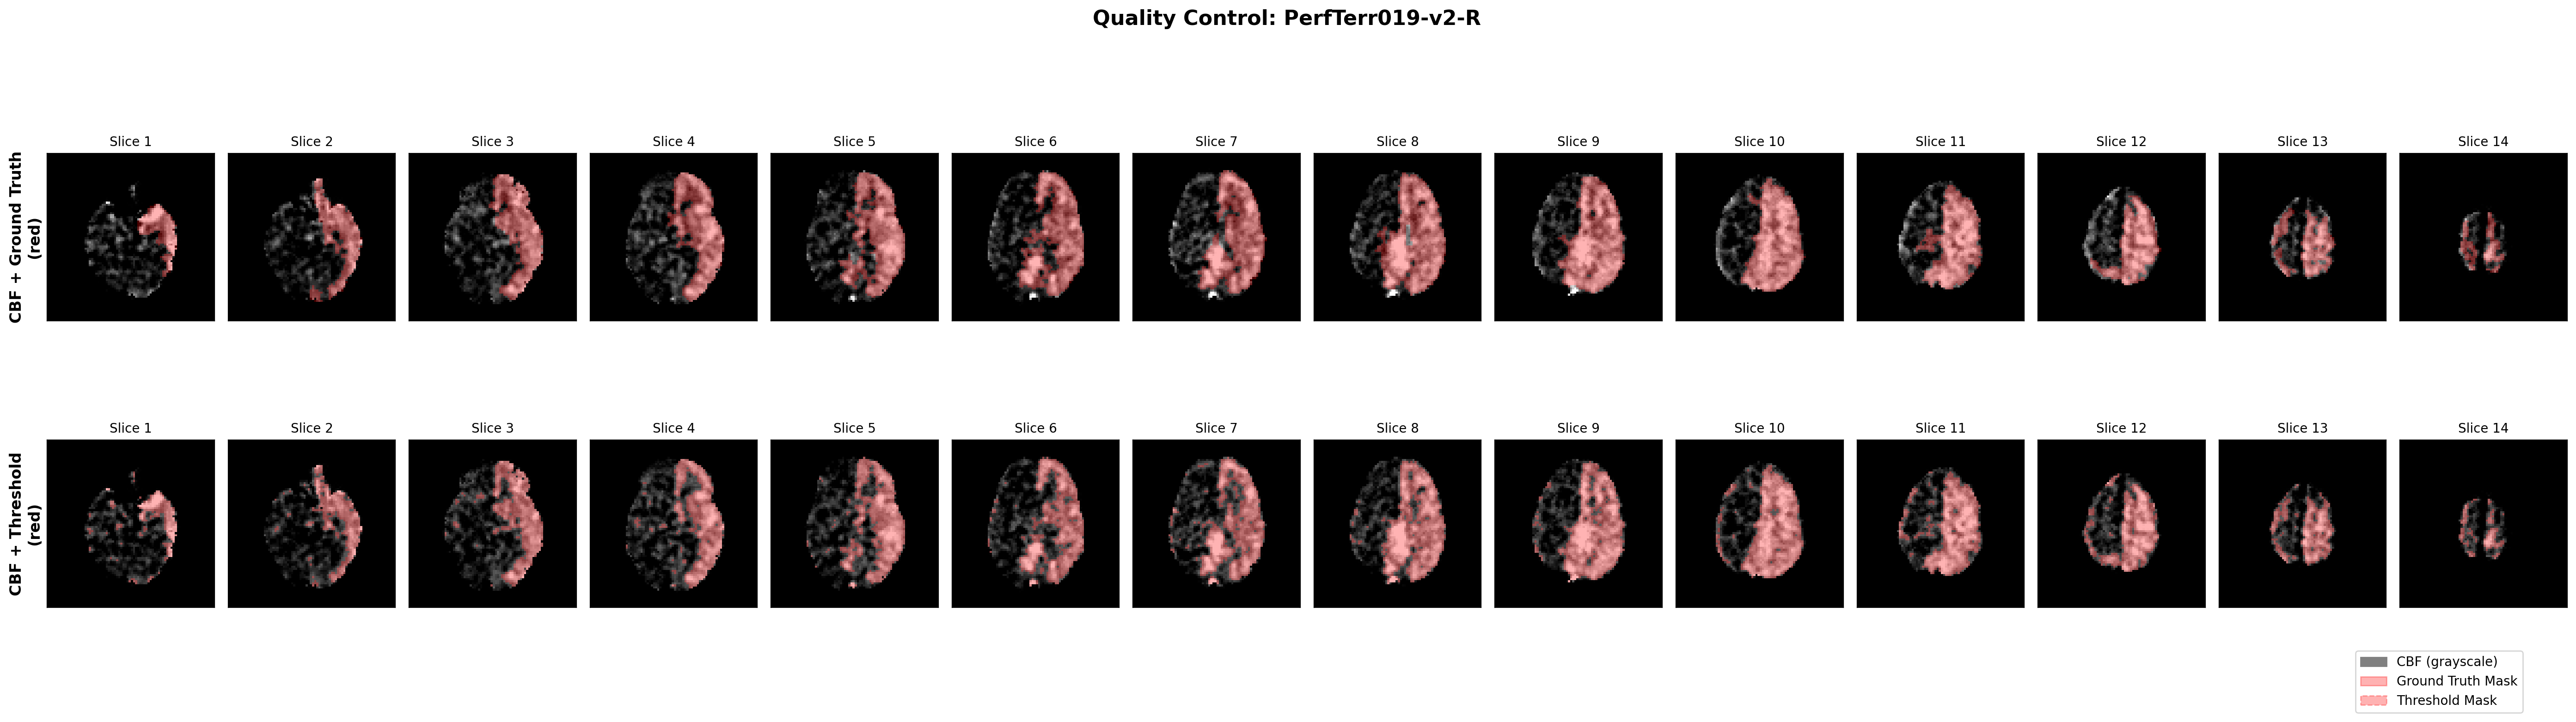 Quality Control: PerfTerr019-v2-R
CBF + Ground Truth
(red)
Slice 1 Slice 2 Slice 3 Slice 4 Slice 5 Slice 6 Slice 7 Slice 8 Slice 9 Slice 10 Slice 11 Slice 12 Slice 13 Slice 14
CBF + Threshold
(red)
Slice 1 Slice 2 Slice 3 Slice 4 Slice 5 Slice 6 Slice 7 Slice 8 Slice 9 Slice 10 Slice 11 Slice 12 Slice 13 Slice 14
CBF (grayscale)
Ground Truth Mask
Threshold Mask